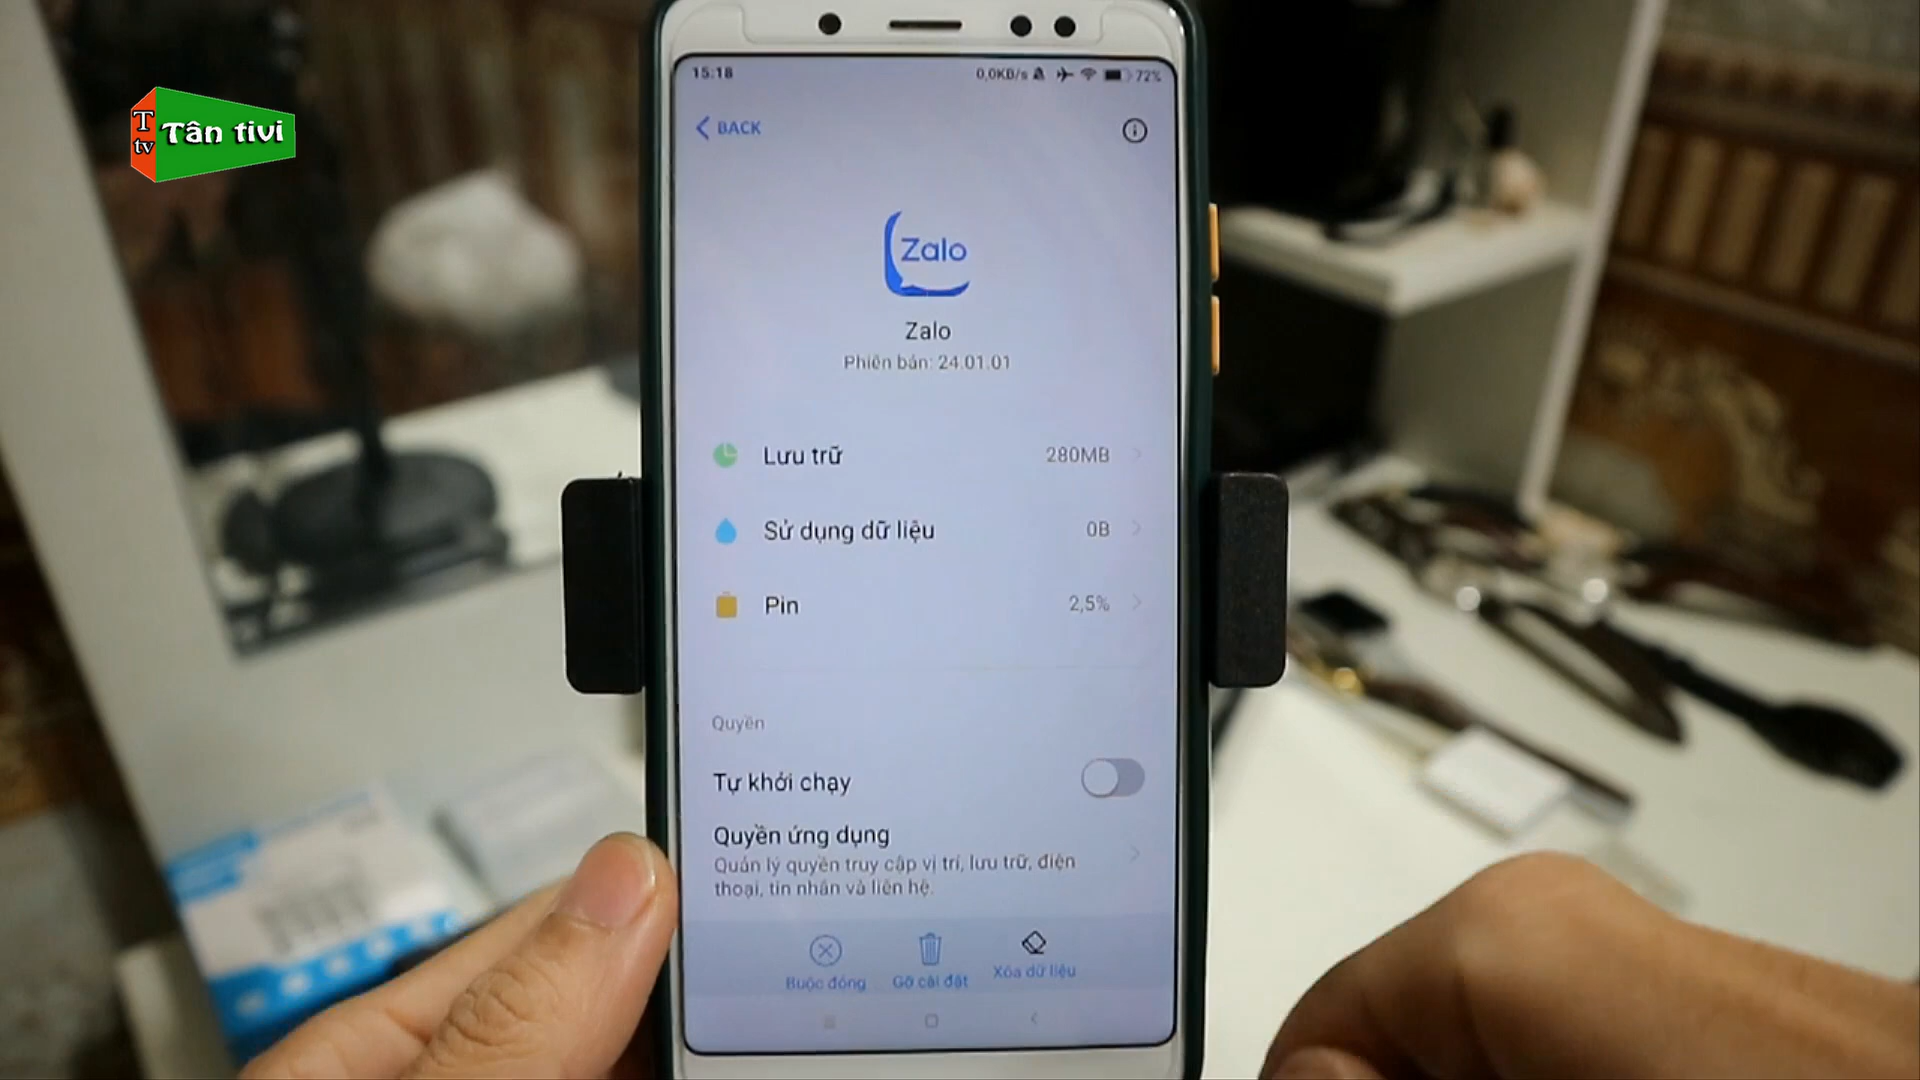 T
tv
Tân tivi
15:18
0,0KB/s
72%
BACK
Zalo
Zalo
Phiên bản: 24.01.01
Lưu trữ
280MB
Sử dụng dữ liệu
0B
Pin
2,5%
Quyền
Tự khởi chạy
Quyền ứng dụng
Quản lý quyền truy cập vị trí, lưu trữ, điện
thoại, tin nhắn và liên hệ.
Buộc đóng
Gỡ cài đặt
Xóa dữ liệu